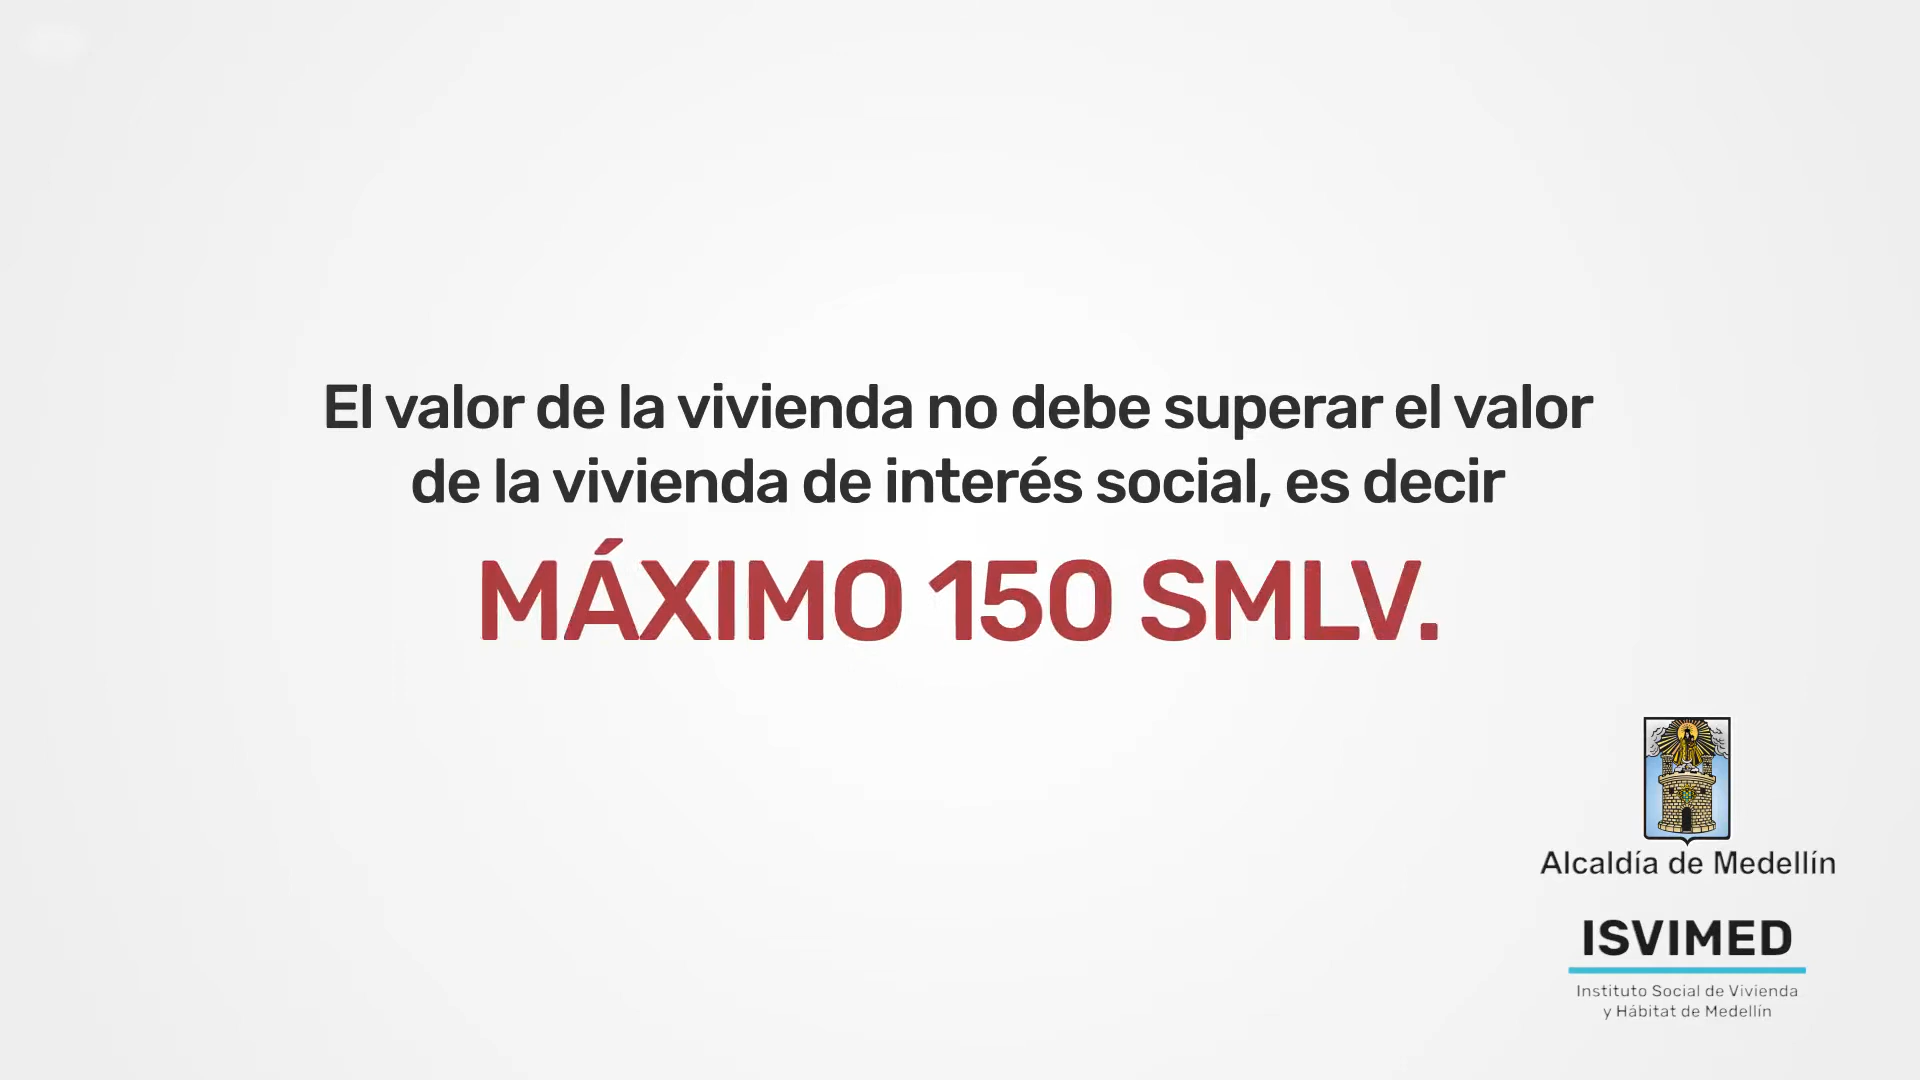 El valor de la vivienda no debe superar el valor
de la vivienda de interés social, es decir
MÁXIMO 150 SMLV.
Alcaldía de Medellín
ISVIMED
Instituto Social de Vivienda
y Hábitat de Medellín